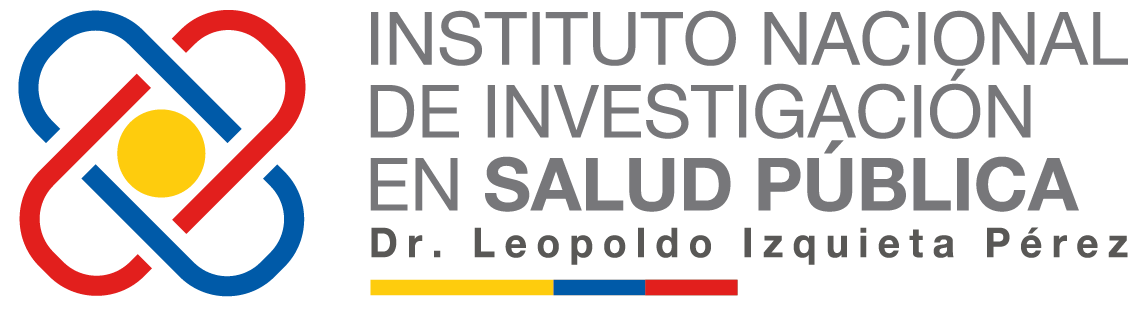 INSTITUTO NACIONAL
DE INVESTIGACIÓN
EN SALUD PÚBLICA
Dr. Leopoldo Izquieta Pérez